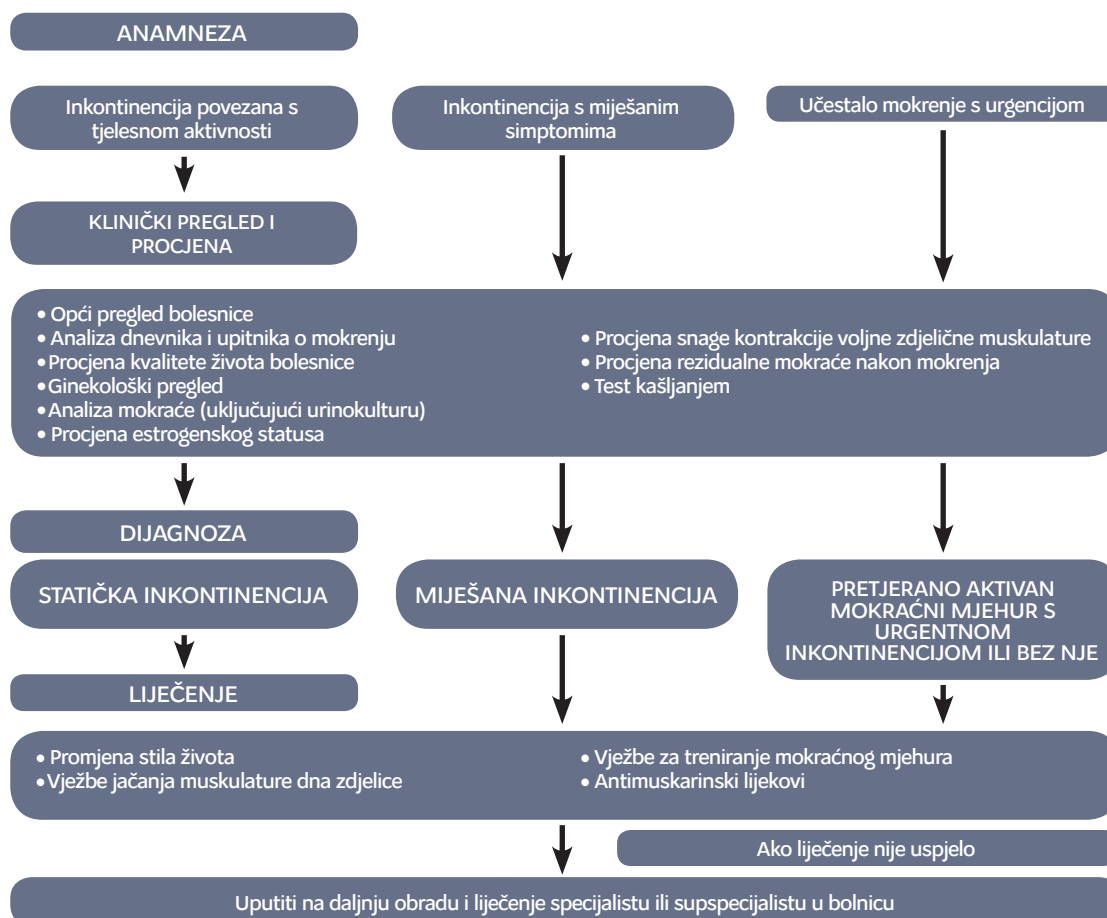 ANAMNEZA
Inkontinencija povezana s
tjelesnom aktivnosti
Inkontinencija s miješanim
simptomima
Učestalo mokrenje s urgencijom
KLINIČKI PREGLED I
PROCJENA
• Opći pregled bolesnice
• Analiza dnevnika i upitnika o mokrenju
• Procjena kvalitete života bolesnice
• Ginekološki pregled
• Analiza mokraće (uključujući urinokulturu)
• Procjena estrogenskog statusa
• Procjena snage kontrakcije voljne zdjelične muskulature
• Procjena rezidualne mokraće nakon mokrenja
• Test kašljanjem
DIJAGNOZA
STATIČKA INKONTINENCIJA
MIJEŠANA INKONTINENCIJA
PRETJERANO AKTIVAN
MOKRAĆNI MJEHUR S
URGENTNOM
INKONTINENCIJOM ILI BEZ NJE
LIJEČENJE
• Promjena stila života
• Vježbe jačanja muskulature dna zdjelice
• Vježbe za treniranje mokraćnog mjehura
• Antimuskarinski lijekovi
Ako liječenje nije uspjelo
Uputiti na daljnju obradu i liječenje specijalistu ili supspecijalistu u bolnicu